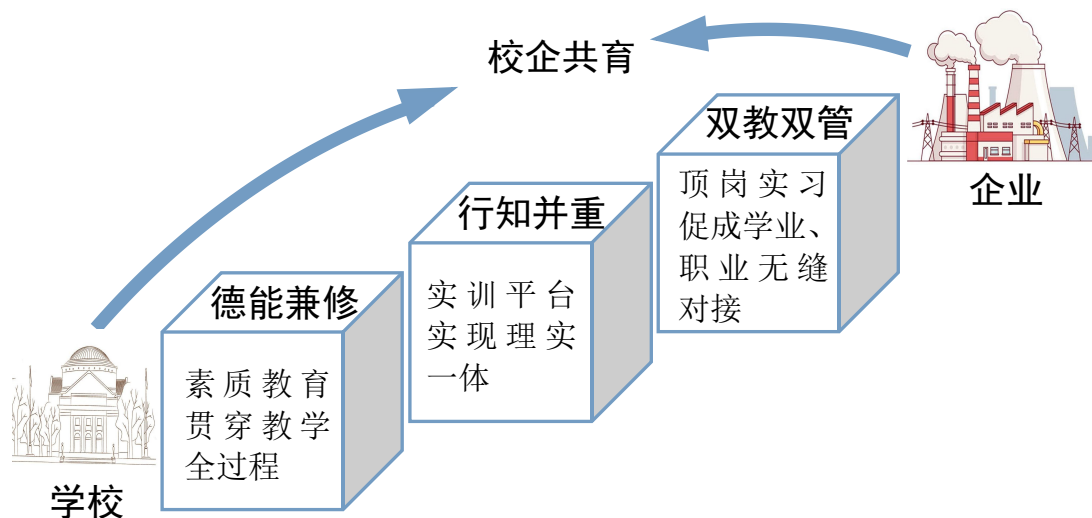 校企共育
双教双管
顶岗实习
促成学业、
职业无缝
对接
企业
行知并重
实训平台
实现理实
一体
德能兼修
素质教育
贯穿教学
全过程
学校